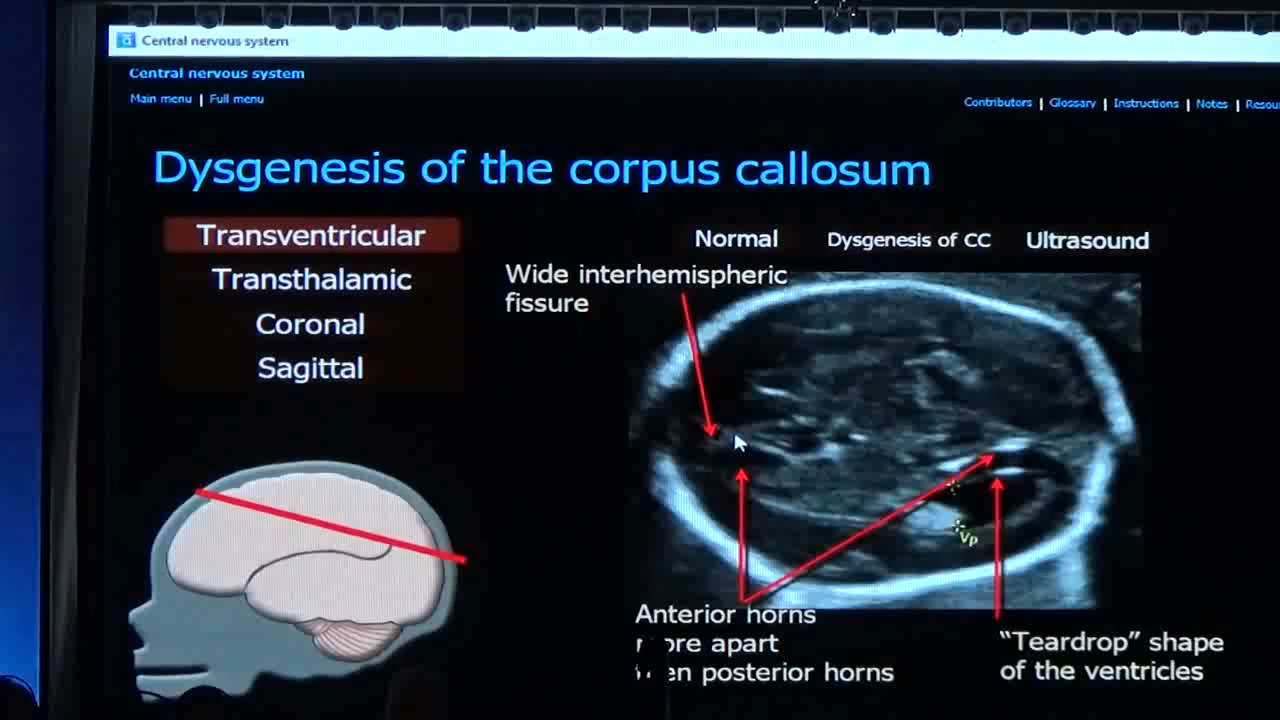 Central nervous system
Central nervous system
Main menu | Full menu
Contributors | Glossary | Instructions | Notes |
Dysgenesis of the corpus callosum
Transventricular
Transthalamic
Coronal
Sagittal
Normal
Dysgenesis of CC
Ultrasound
Wide interhemispheric
fissure
Vp
Anterior horns
apart
posterior horns
“Teardrop” shape
of the ventricles